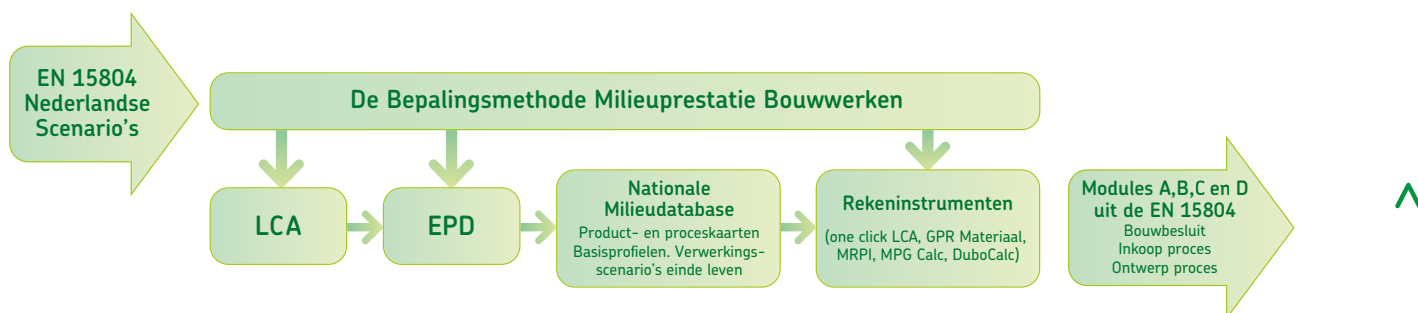 EN 15804
Nederlandse
Scenario's
De Bepalingsmethode Milieuprestatie Bouwwerken
LCA
EPD
Nationale
Milieudatabase
Product- en proceskaarten
Basisprofielen. Verwerkings-
scenario's einde leven
Rekeninstrumenten
(one click LCA, GPR Materiaal,
MRPI, MPG Calc, DuboCalc)
Modules A,B,C en D
uit de EN 15804
Bouwbesluit
Inkoop proces
Ontwerp proces